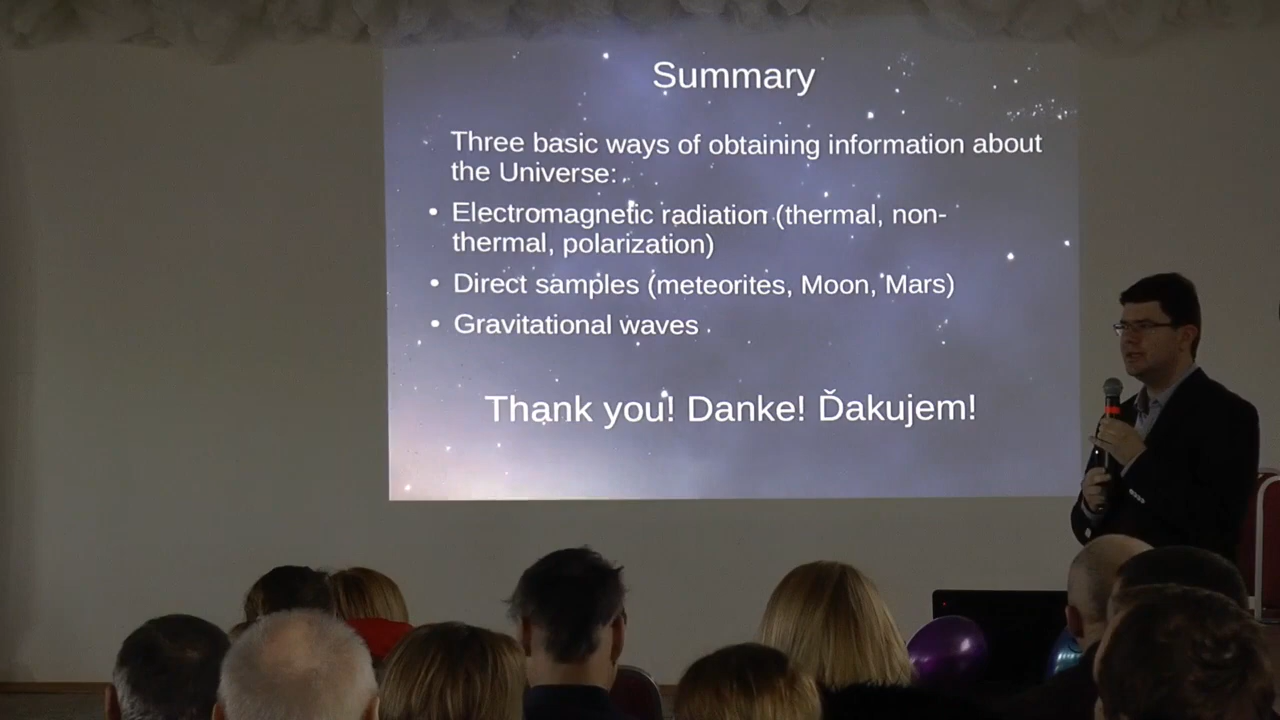 Summary
Three basic ways of obtaining information about
the Universe:
• Electromagnetic radiation (thermal, non-
thermal, polarization)
• Direct samples (meteorites, Moon, Mars)
• Gravitational waves
Thank you! Danke! Ďakujem!